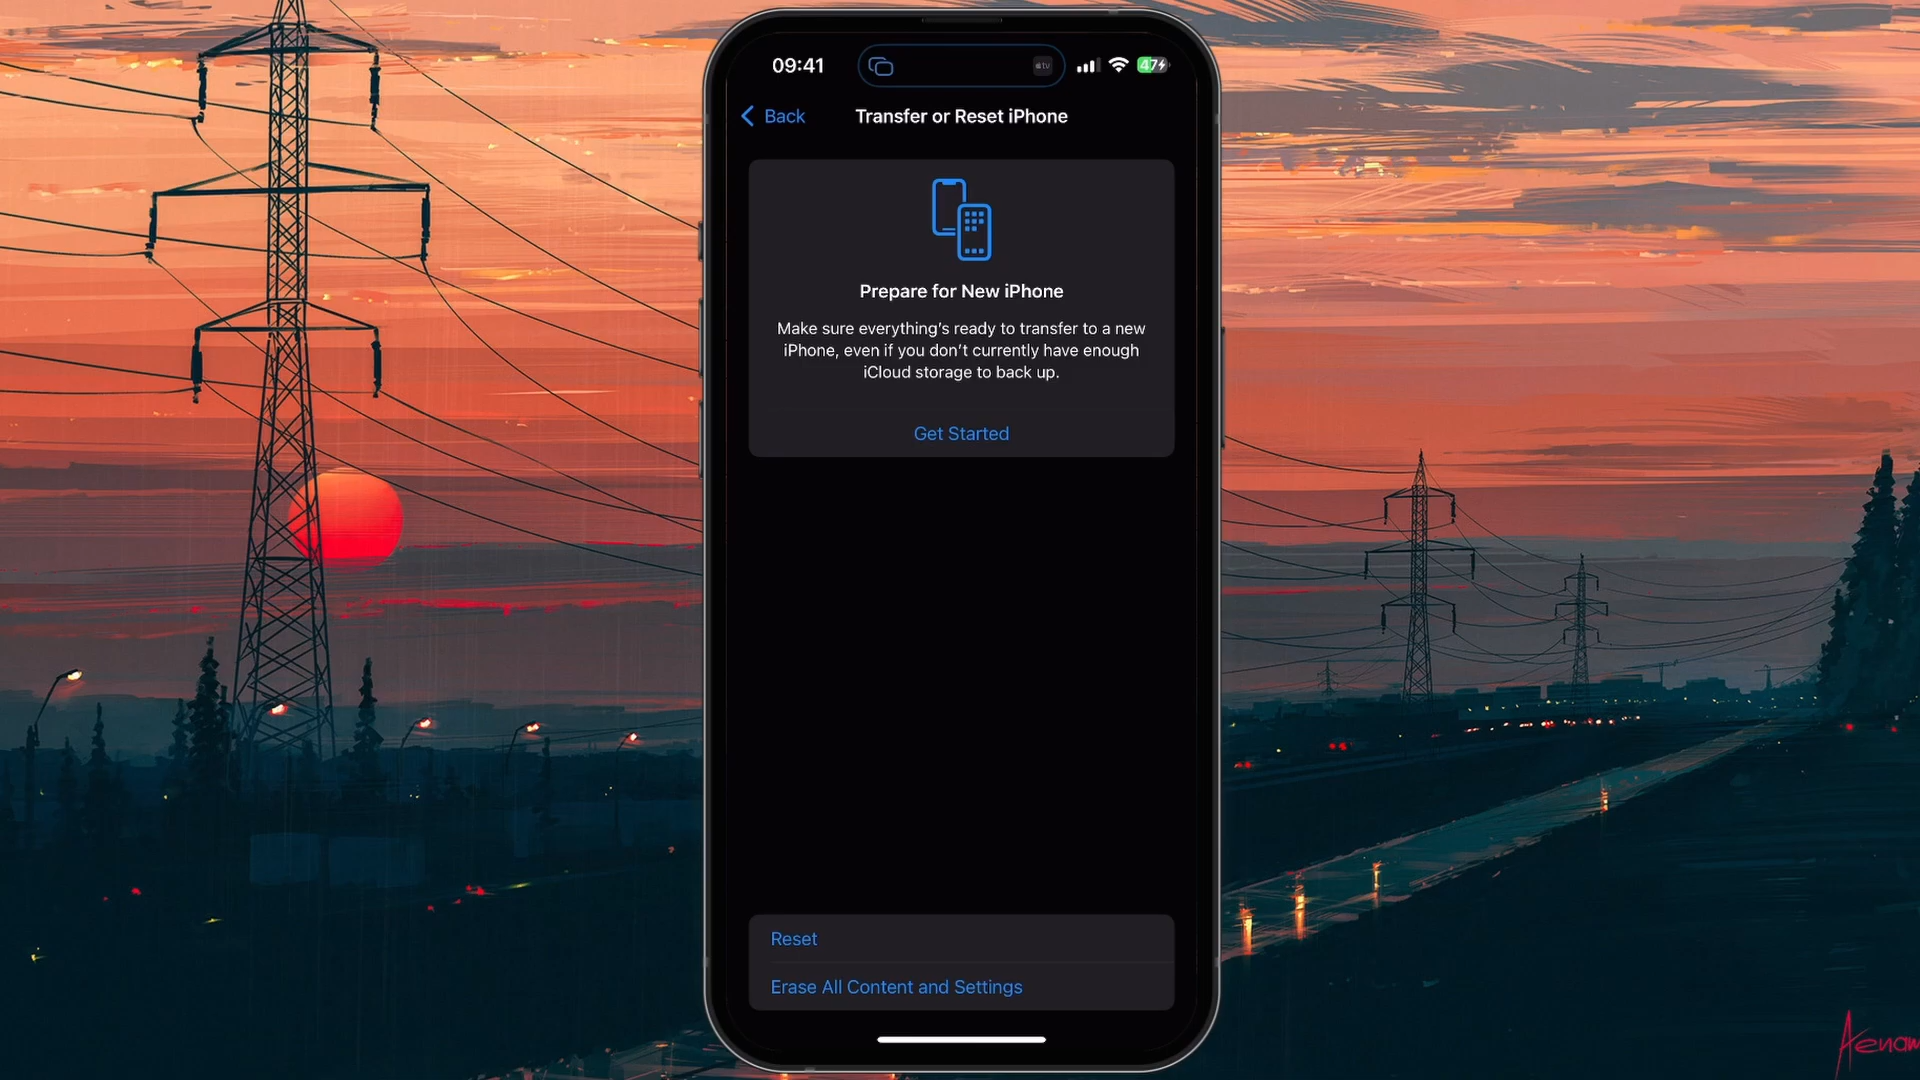 09:41
tv
47
Back
Transfer or Reset iPhone
Prepare for New iPhone
Make sure everything's ready to transfer to a new
iPhone, even if you don't currently have enough
iCloud storage to back up.
Get Started
Reset
Erase All Content and Settings
Aenam